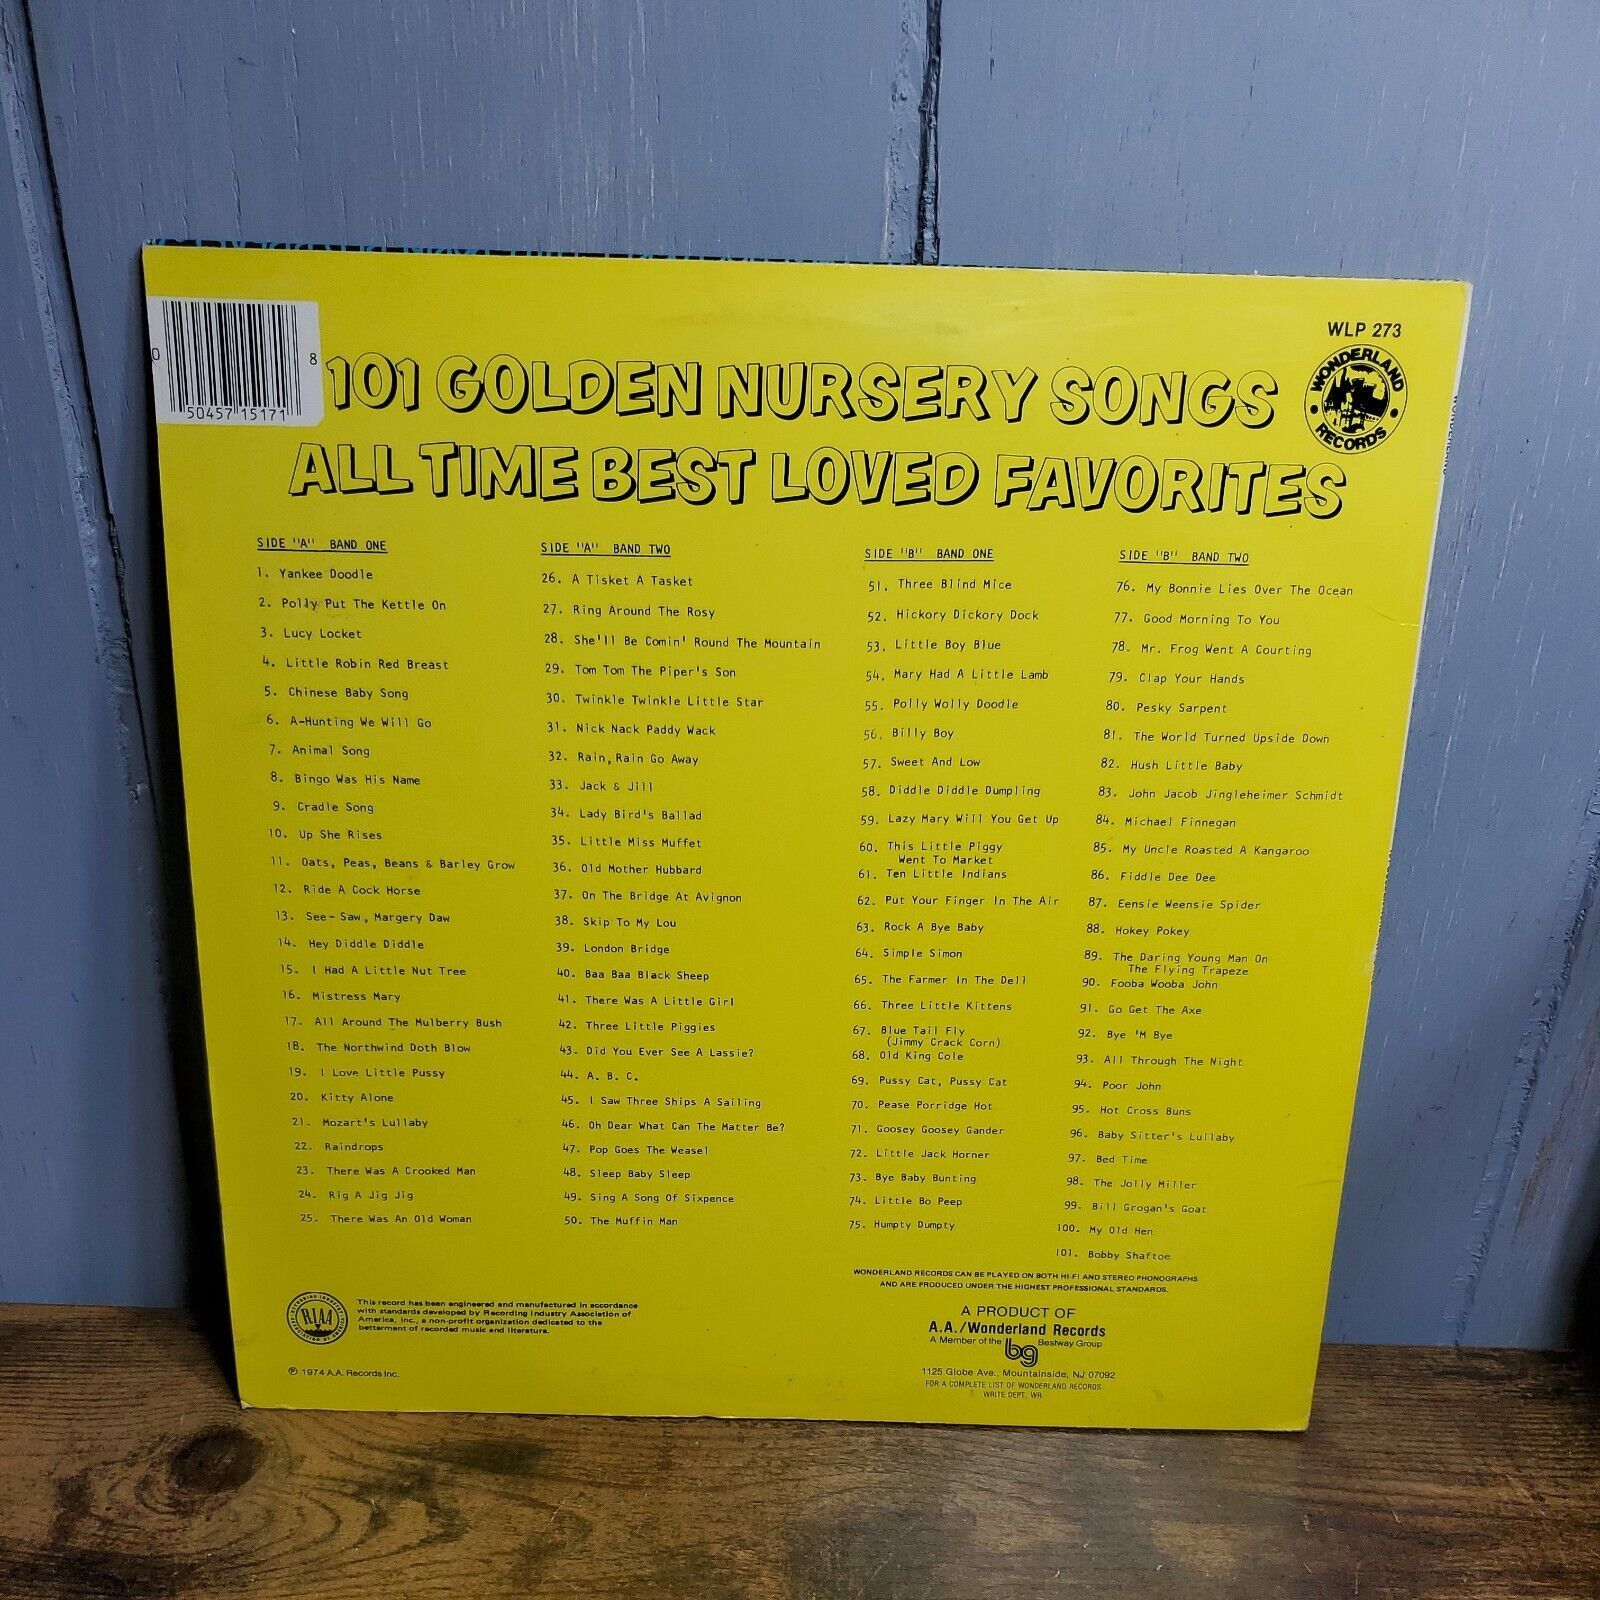 WLP 273
WONDERLAND
RECORDS
0
8
50457 15171
101 GOLDEN NURSERY SONGS
ALL TIME BEST LOVED FAVORITES
SIDE "A" BAND ONE
1. Yankee Doodle
2. Polly Put The Kettle On
3. Lucy Locket
4. Little Robin Red Breast
5. Chinese Baby Song
6. A-Hunting We Will Go
7. Animal Song
8. Bingo Was His Name
9. Cradle Song
10. Up She Rises
11. Oats, Peas, Beans & Barley Grow
12. Ride A Cock Horse
13. See-Saw, Margery Daw
14. Hey Diddle Diddle
15. I Had A Little Nut Tree
16. Mistress Mary
17. All Around The Mulberry Bush
18. The Northwind Doth Blow
19. I Love Little Pussy
20. Kitty Alone
21. Mozart's Lullaby
22. Raindrops
23. There Was A Crooked Man
24. Rig A Jig Jig
25. There Was An Old Woman
SIDE "A" BAND TWO
26. A Tisket A Tasket
27. Ring Around The Rosy
28. She'll Be Comin' Round The Mountain
29. Tom Tom The Piper's Son
30. Twinkle Twinkle Little Star
31. Nick Nack Paddy Wack
32. Rain, Rain Go Away
33. Jack & Jill
34. Lady Bird's Ballad
35. Little Miss Muffet
36. Old Mother Hubbard
37. On The Bridge At Avignon
38. Skip To My Lou
39. London Bridge
40. Baa Baa Black Sheep
41. There Was A Little Girl
42. Three Little Piggies
43. Did You Ever See A Lassie?
44. A. B. C.
45. I Saw Three Ships A Sailing
46. Oh Dear What Can The Matter Be?
47. Pop Goes The Weasel
48. Sleep Baby Sleep
49. Sing A Song Of Sixpence
50. The Muffin Man
SIDE "B" BAND ONE
51. Three Blind Mice
52. Hickory Dickory Dock
53. Little Boy Blue
54. Mary Had A Little Lamb
55. Polly Wolly Doodle
56. Billy Boy
57. Sweet And Low
58. Diddle Diddle Dumpling
59. Lazy Mary Will You Get Up
60. This Little Piggy
Went To Market
61. Ten Little Indians
62. Put Your Finger In The Air
63. Rock A Bye Baby
64. Simple Simon
65. The Farmer In The Dell
66. Three Little Kittens
67. Blue Tail Fly
(Jimmy Crack Corn)
68. Old King Cole
69. Pussy Cat, Pussy Cat
70. Pease Porridge Hot
71. Goosey Goosey Gander
72. Little Jack Horner
73. Bye Baby Bunting
74. Little Bo Peep
75. Humpty Dumpty
SIDE "B" BAND TWO
76. My Bonnie Lies Over The Ocean
77. Good Morning To You
78. Mr. Frog Went A Courting
79. Clap Your Hands
80. Pesky Sarpent
81. The World Turned Upside Down
82. Hush Little Baby
83. John Jacob Jingleheimer Schmidt
84. Michael Finnegan
85. My Uncle Roasted A Kangaroo
86. Fiddle Dee Dee
87. Eensie Weensie Spider
88. Hokey Pokey
89. The Daring Young Man On
The Flying Trapeze
90. Fooba Wooba John
91. Go Get The Axe
92. Bye 'M Bye
93. All Through The Night
94. Poor John
95. Hot Cross Buns
96. Baby Sitter's Lullaby
97. Bed Time
98. The Jolly Miller
99. Bill Grogan's Goat
100. My Old Hen
101. Bobby Shaftoe
WONDERLAND RECORDS CAN BE PLAYED ON BOTH HI-FI AND STEREO PHONOGRAPHS
AND ARE PRODUCED UNDER THE HIGHEST PROFESSIONAL STANDARDS.
RIAA
This record has been engineered and manufactured in accordance
with standards developed by Recording Industry Association of
America, Inc., a non-profit organization dedicated to the
betterment of recorded music and literature.
℗ 1974 A.A. Records Inc.
A PRODUCT OF
A.A./Wonderland Records
A Member of the bg Bestway Group
1125 Globe Ave., Mountainside, NJ 07092
FOR A COMPLETE LIST OF WONDERLAND RECORDS
WRITE DEPT. WR